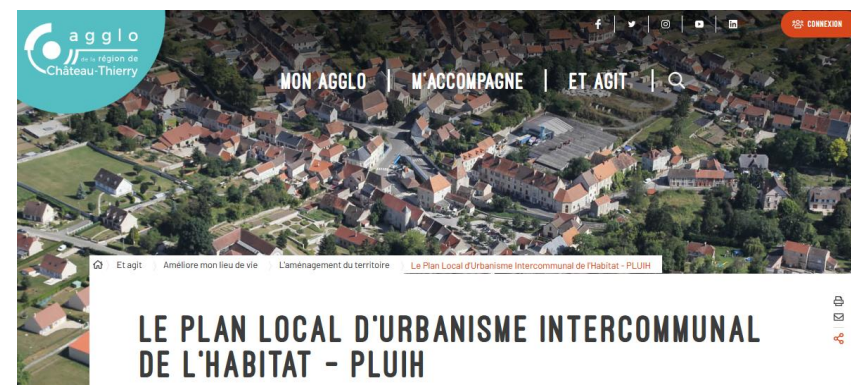 agglo
de la région de
Château-Thierry
CONNEXION
MON AGGLO
M'ACCOMPAGNE
ET AGIT
Et agit
Améliore mon lieu de vie
L'aménagement du territoire
Le Plan Local d'Urbanisme Intercommunal de l'Habitat - PLUIH
LE PLAN LOCAL D'URBANISME INTERCOMMUNAL
DE L'HABITAT - PLUIH